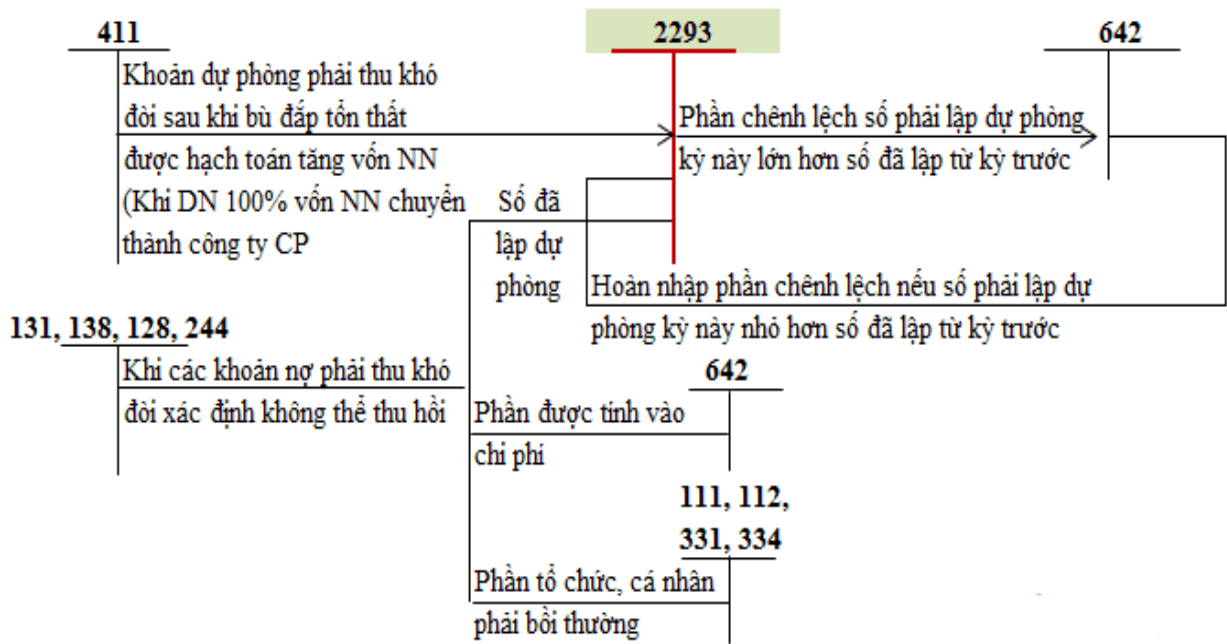 411
Khoản dự phòng phải thu khó
đòi sau khi bù đắp tổn thất
được hạch toán tăng vốn NN
(Khi DN 100% vốn NN chuyển
thành công ty CP
2293
642
Phần chênh lệch số phải lập dự phòng
kỳ này lớn hơn số đã lập từ kỳ trước
Số đã
lập dự
phòng
Hoàn nhập phần chênh lệch nếu số phải lập dự
phòng kỳ này nhỏ hơn số đã lập từ kỳ trước
131, 138, 128, 244
Khi các khoản nợ phải thu khó
đòi xác định không thể thu hồi
642
Phần được tính vào
chi phí
111, 112,
331, 334
Phần tổ chức, cá nhân
phải bồi thường